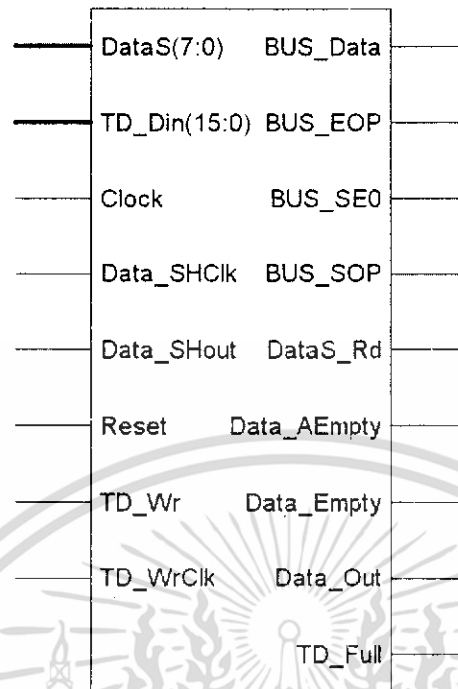 DataS(7:0) BUS_Data
TD_Din(15:0) BUS_EOP
Clock BUS_SE0
Data_SHClk BUS_SOP
Data_SHout DataS_Rd
Reset Data_AEmpty
TD_Wr Data_Empty
TD_WrClk Data_Out
TD_Full